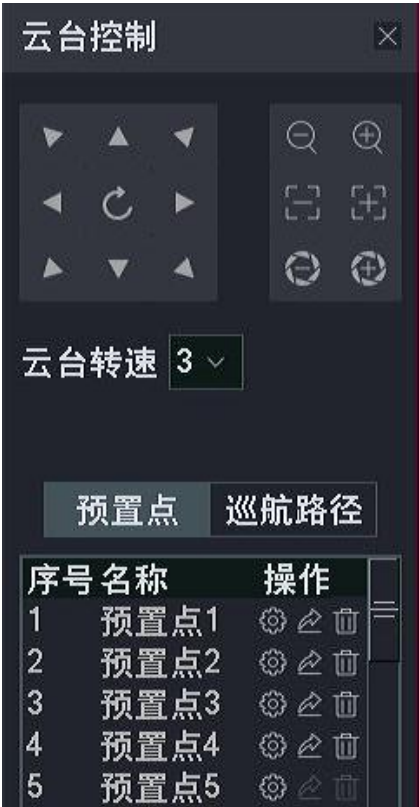 云台控制
云台转速 3
预置点 巡航路径
序号 名称 操作
1 预置点1
2 预置点2
3 预置点3
4 预置点4
5 预置点5